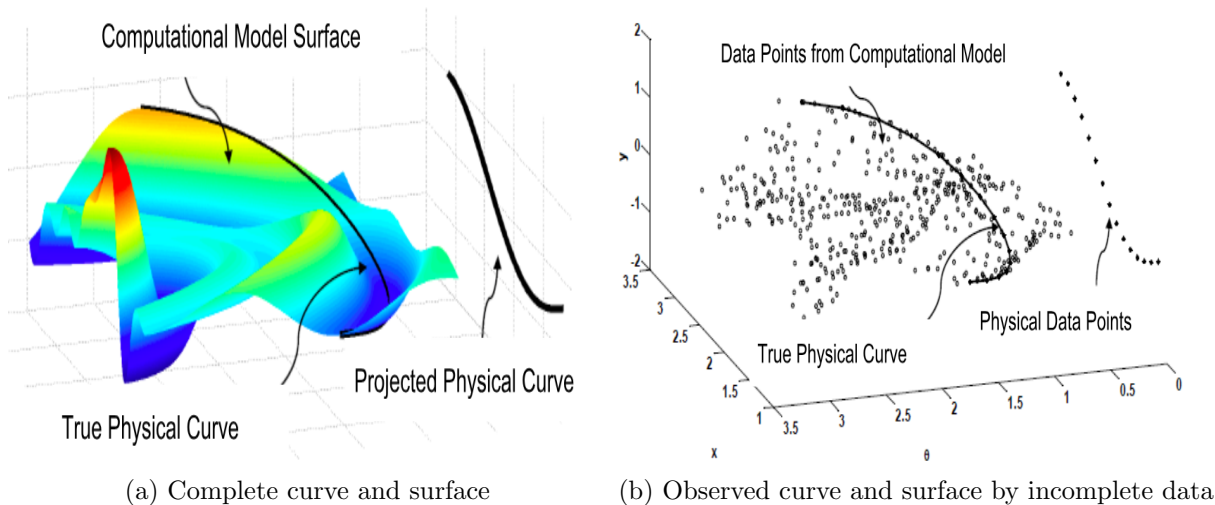 Computational Model Surface
True Physical Curve
Projected Physical Curve
(a) Complete curve and surface
Data Points from Computational Model
2
1
0
-1
-2
y
3.5
3
2.5
2
1.5
1
x
3.5
3
2.5
2
1.5
1
0.5
0
θ
True Physical Curve
Physical Data Points
(b) Observed curve and surface by incomplete data